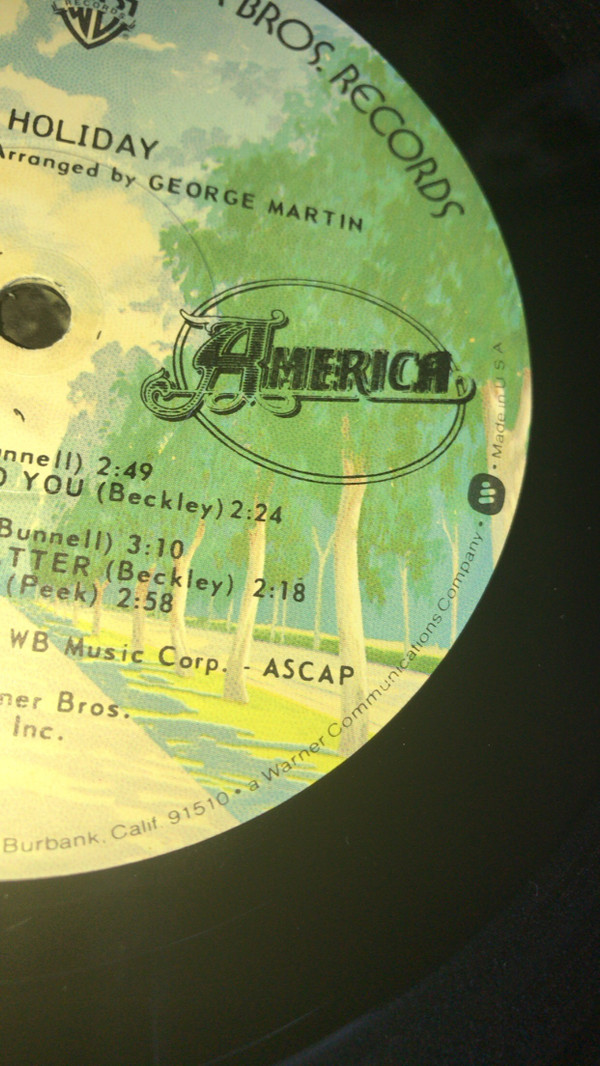 BROS. RECORDS
RECORDS
HOLIDAY
Arranged by GEORGE MARTIN
AMERICA
unnell) 2:49
O YOU (Beckley) 2:24
Bunnell) 3:10
TTER (Beckley) 2:18
(Peek) 2:58
WB Music Corp. - ASCAP
ner Bros.
Inc.
Burbank, Calif. 91510 • a Warner Communications Company • • Made in U S A